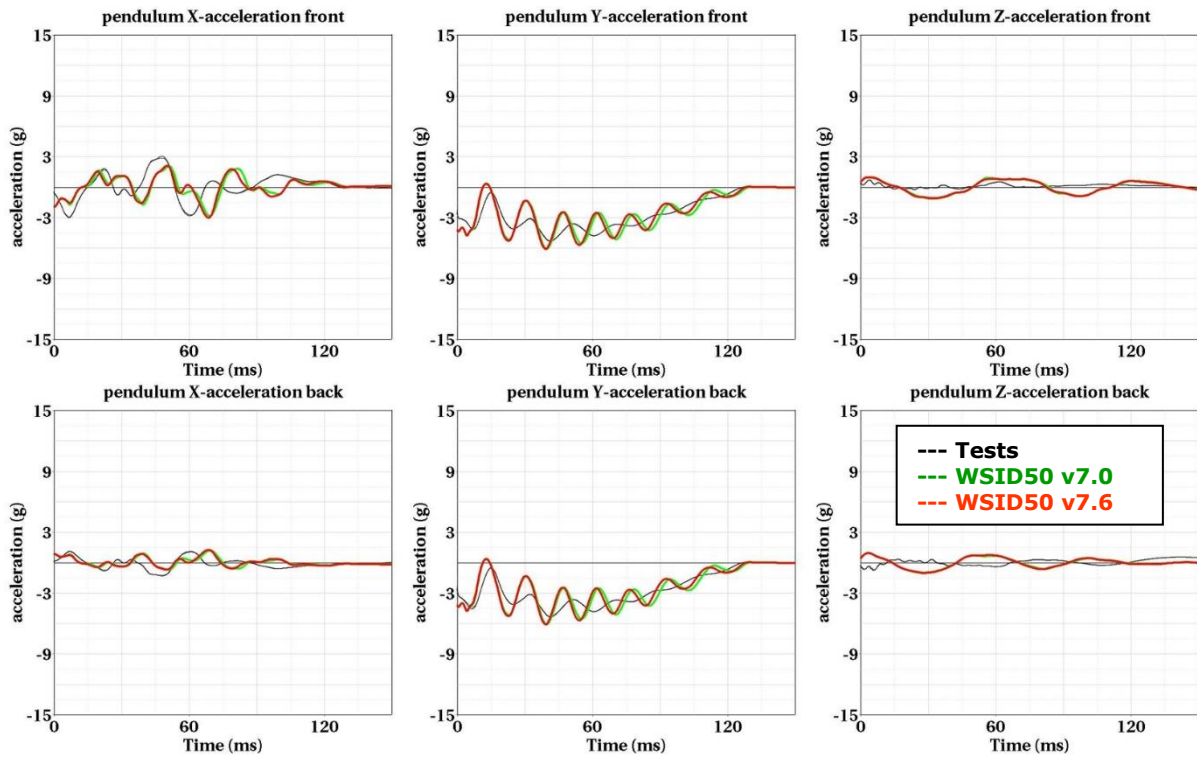 pendulum X-acceleration front
pendulum Y-acceleration front
pendulum Z-acceleration front
acceleration (g)
15
9
3
-3
-9
-15
0
60
120
Time (ms)
acceleration (g)
15
9
3
-3
-9
-15
0
60
120
Time (ms)
acceleration (g)
15
9
3
-3
-9
-15
0
60
120
Time (ms)
pendulum X-acceleration back
pendulum Y-acceleration back
pendulum Z-acceleration back
acceleration (g)
15
9
3
-3
-9
-15
0
60
120
Time (ms)
acceleration (g)
15
9
3
-3
-9
-15
0
60
120
Time (ms)
acceleration (g)
15
9
3
-3
-9
-15
0
60
120
Time (ms)
--- Tests
--- WSID50 v7.0
--- WSID50 v7.6